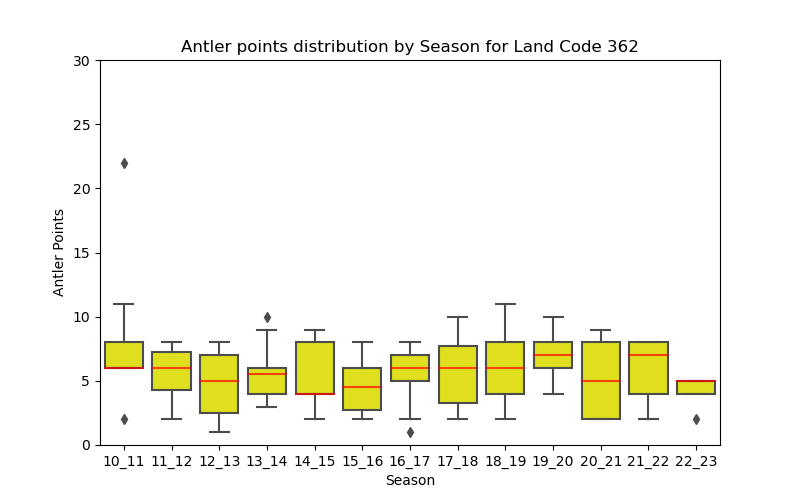 Antler points distribution by Season for Land Code 362
Antler Points
30
25
20
15
10
5
0
10_11 11_12 12_13 13_14 14_15 15_16 16_17 17_18 18_19 19_20 20_21 21_22 22_23
Season